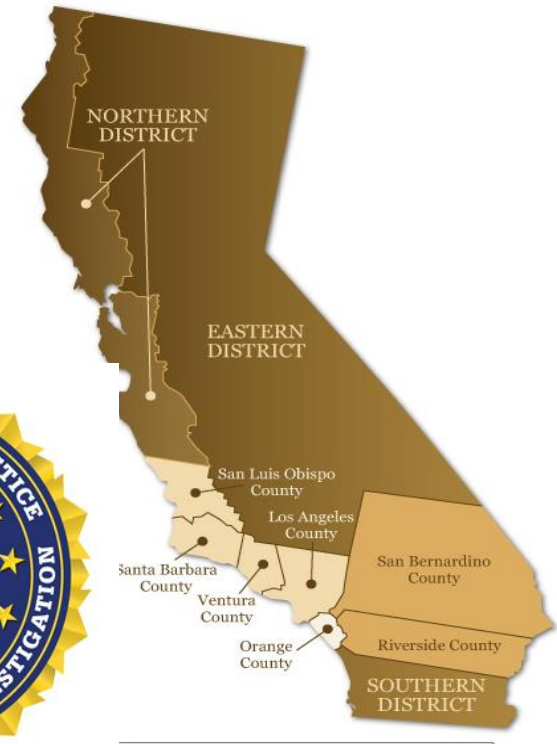 NORTHERN
DISTRICT
EASTERN
DISTRICT
San Luis Obispo
County
Los Angeles
County
San Bernardino
County
Santa Barbara
County
Ventura
County
Orange
County
Riverside County
SOUTHERN
DISTRICT